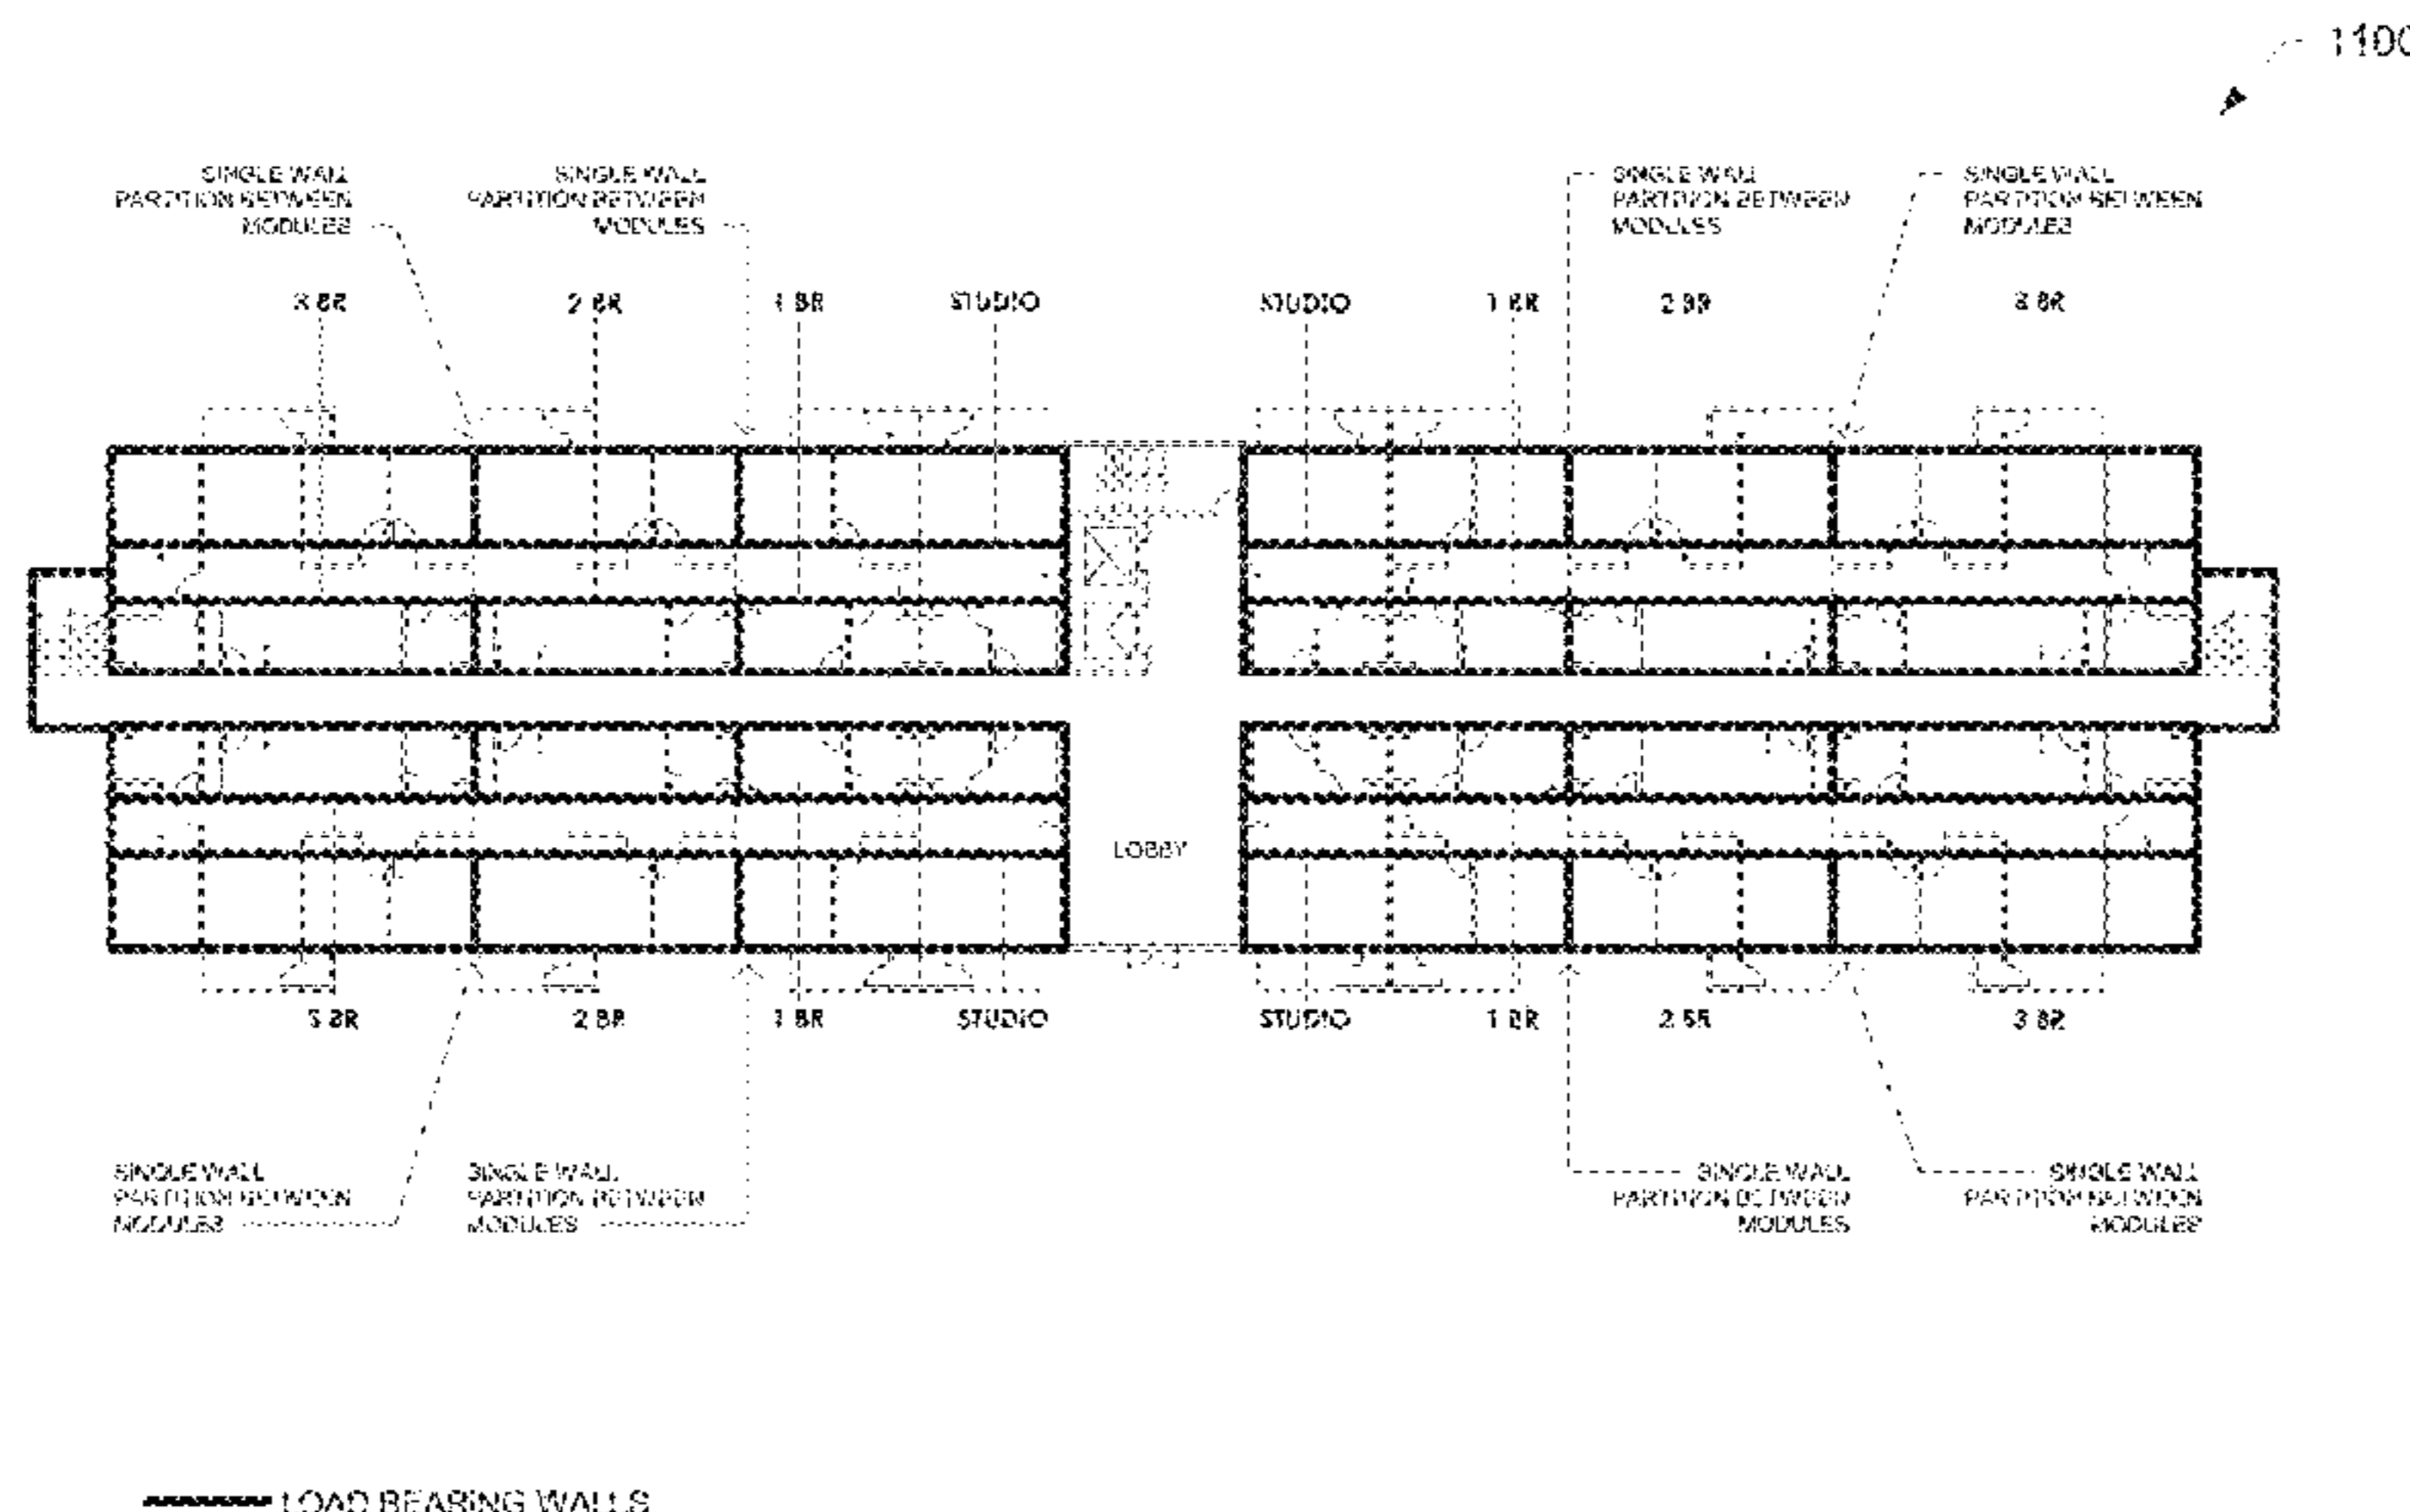 1100
SINGLE WALL
PARTITION BETWEEN
MODULES
SINGLE WALL
PARTITION BETWEEN
MODULES
SINGLE WALL
PARTITION BETWEEN
MODULES
SINGLE WALL
PARTITION BETWEEN
MODULES
3 BR 2 BR 1 BR STUDIO STUDIO 1 BR 2 BR 3 BR
LOBBY
3 BR 2 BR 1 BR STUDIO STUDIO 1 BR 2 BR 3 BR
SINGLE WALL
PARTITION BETWEEN
MODULES
SINGLE WALL
PARTITION BETWEEN
MODULES
SINGLE WALL
PARTITION BETWEEN
MODULES
SINGLE WALL
PARTITION BETWEEN
MODULES
LOAD BEARING WALLS